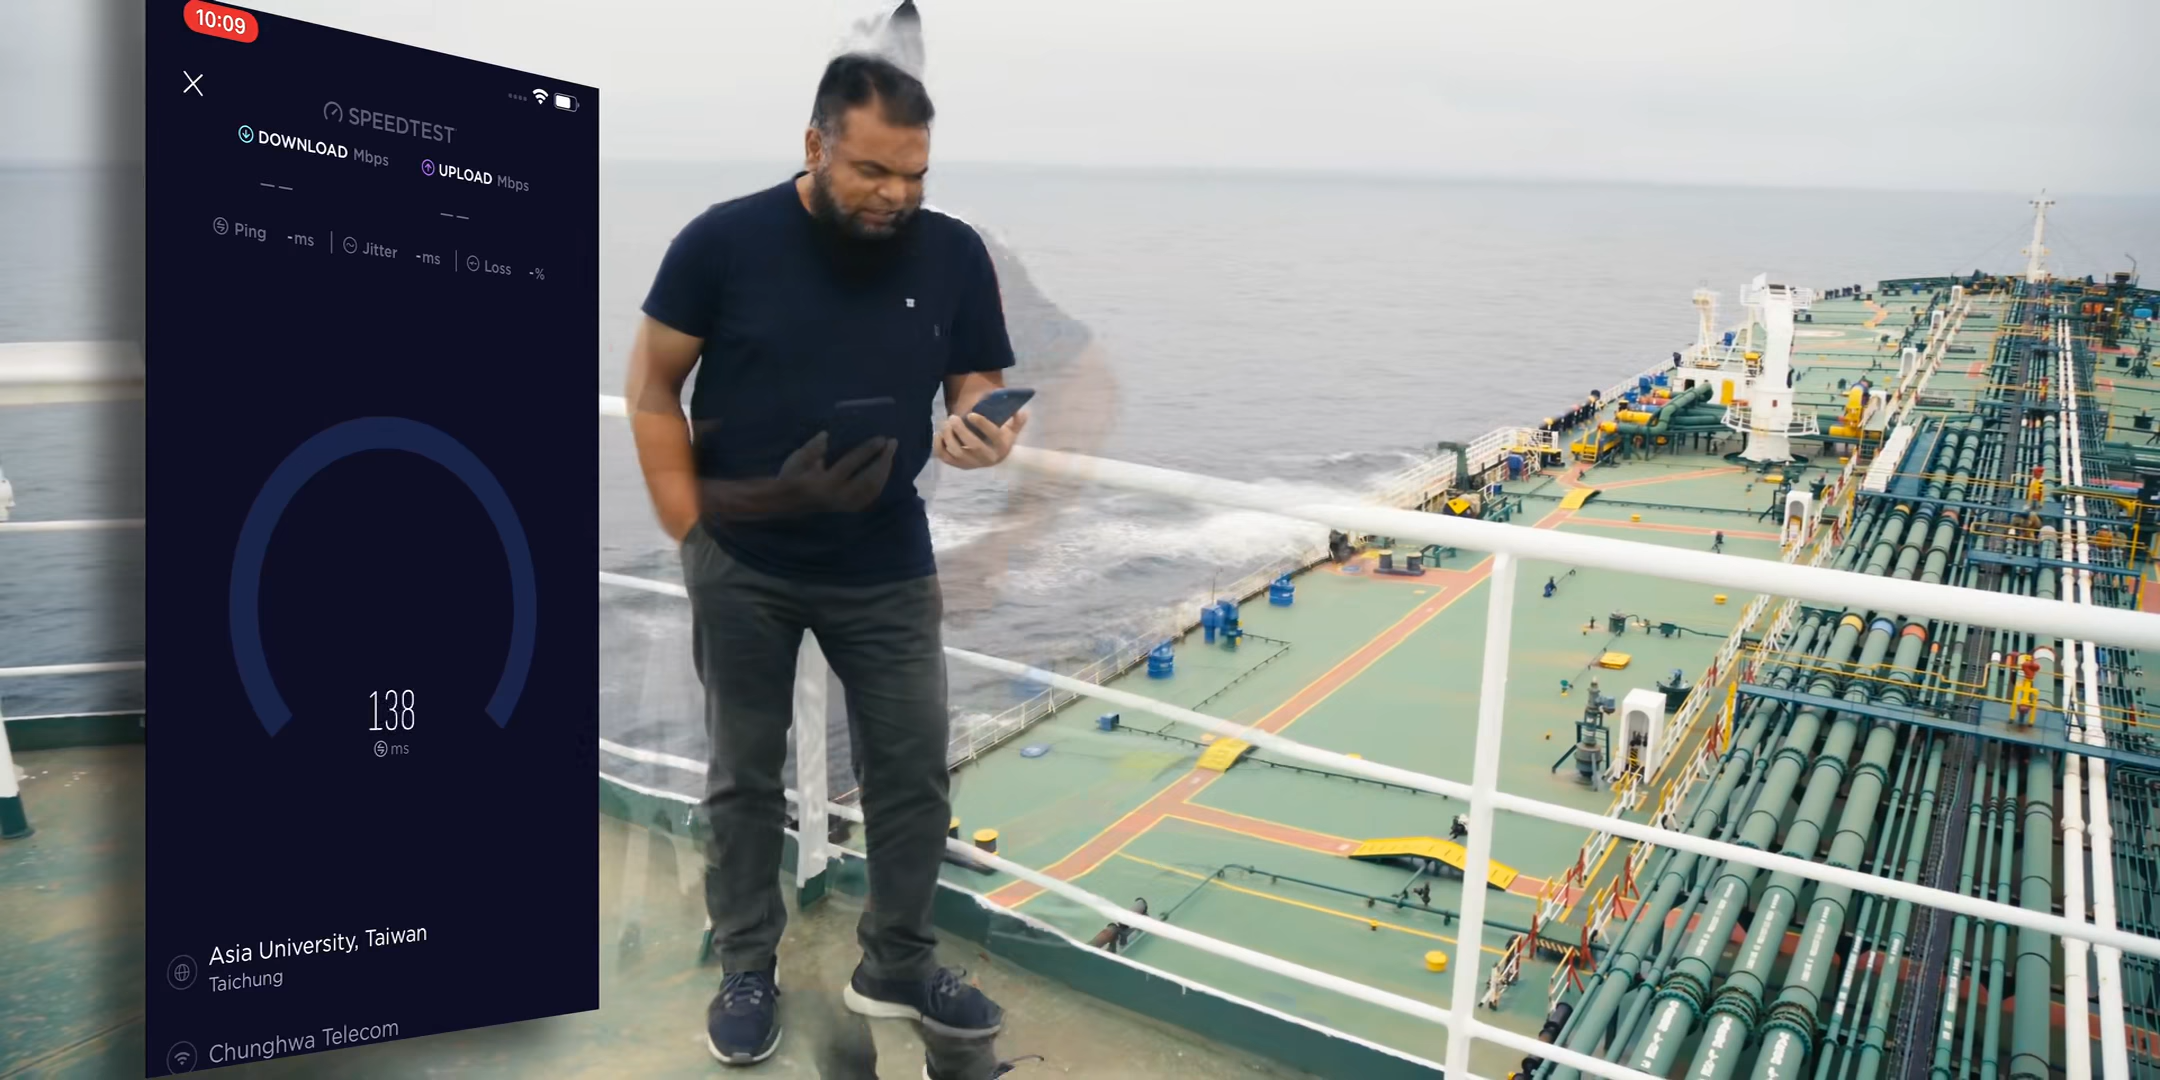 10:09
SPEEDTEST
DOWNLOAD Mbps
UPLOAD Mbps
— —
— —
Ping -ms
Jitter -ms
Loss -%
138
ms
Asia University, Taiwan
Taichung
Chunghwa Telecom